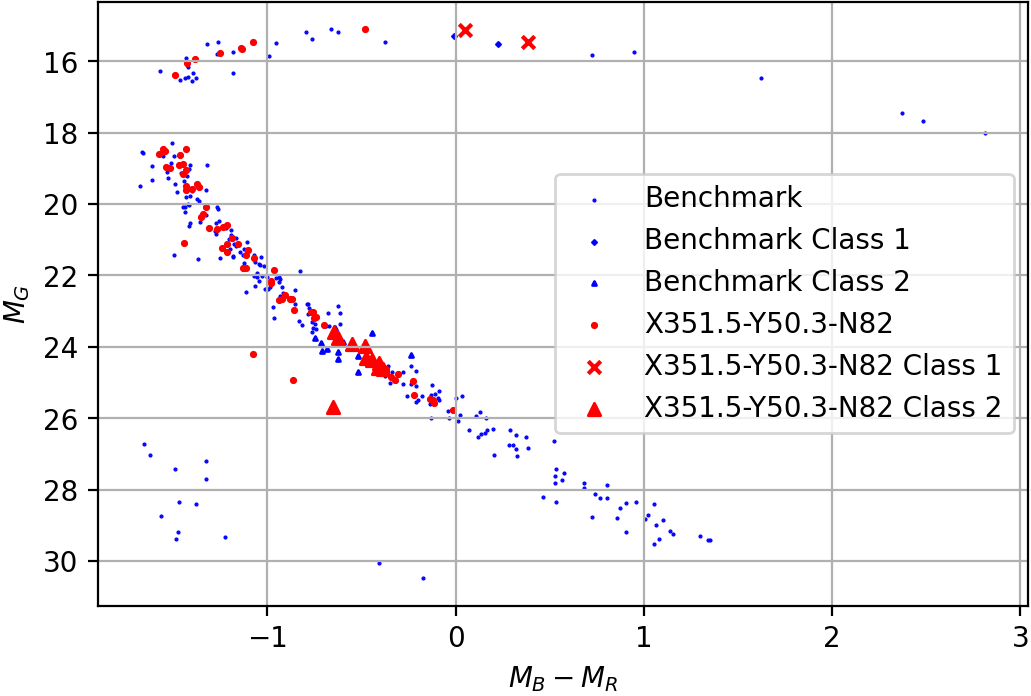 16
18
20
22
24
26
28
30
M_G
Benchmark
Benchmark Class 1
Benchmark Class 2
X351.5-Y50.3-N82
X351.5-Y50.3-N82 Class 1
X351.5-Y50.3-N82 Class 2
−1 0 1 2 3
M_B − M_R